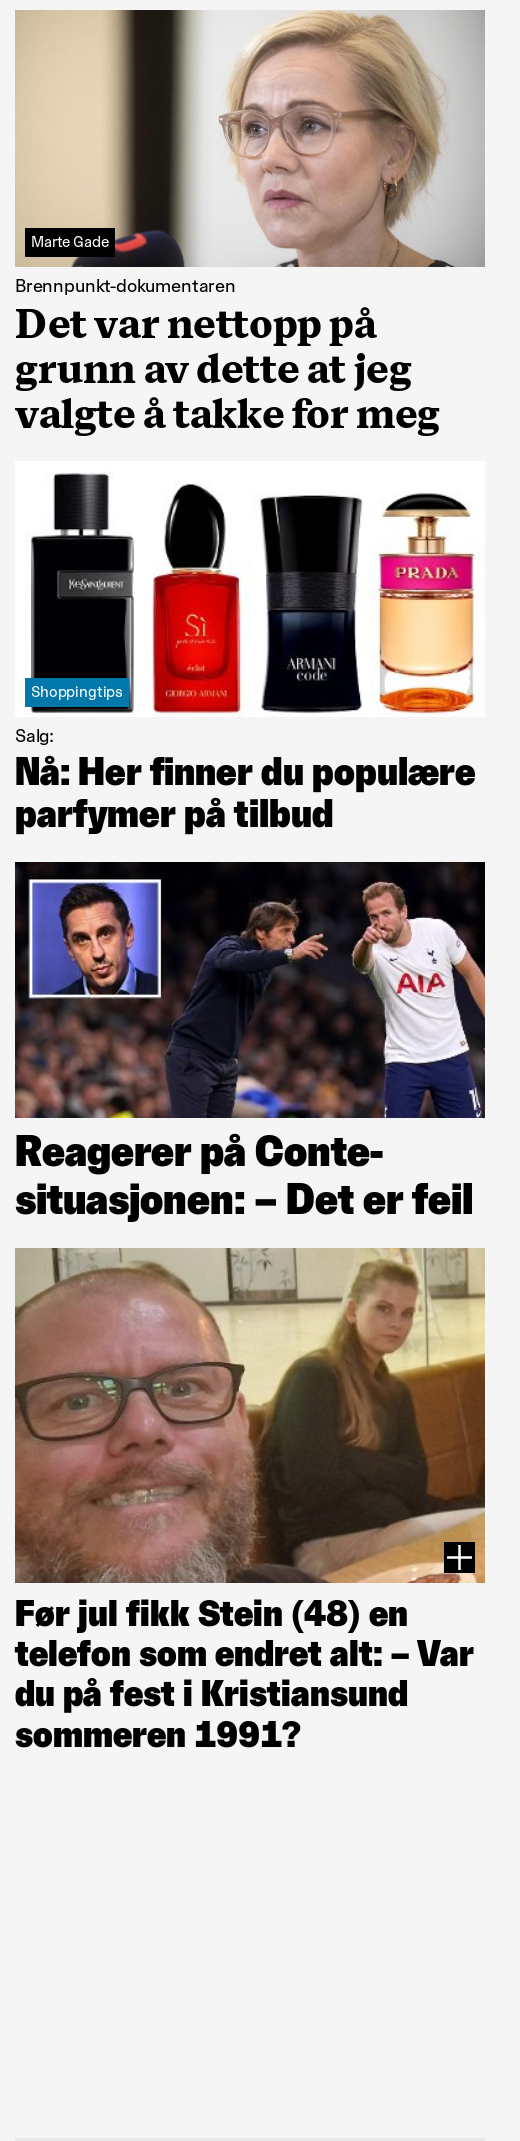 Marte Gade
Brennpunkt-dokumentaren
Det var nettopp på
grunn av dette at jeg
valgte å takke for meg
YVESSAINTLAURENT
Sì
passione
éclat
GIORGIO ARMANI
ARMANI
code
PRADA
Shoppingtips
Salg:
Nå: Her finner du populære
parfymer på tilbud
AIA
Reagerer på Conte-
situasjonen: – Det er feil
Før jul fikk Stein (48) en
telefon som endret alt: – Var
du på fest i Kristiansund
sommeren 1991?